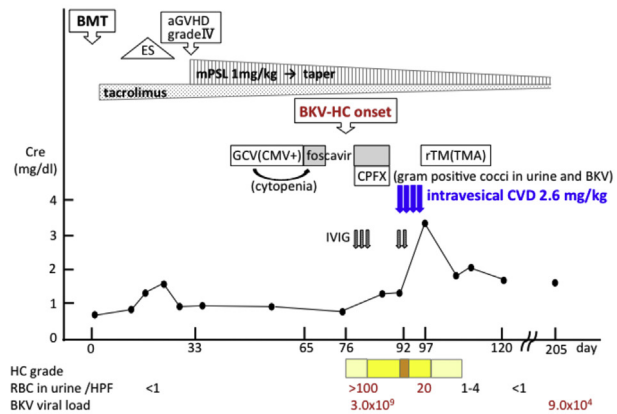 BMT
ES
aGVHD
gradeⅣ
mPSL 1mg/kg → taper
tacrolimus
BKV-HC onset
Cre
(mg/dl)
GCV(CMV+)
foscavir
rTM(TMA)
(cytopenia)
CPFX
(gram positive cocci in urine and BKV)
intravesical CVD 2.6 mg/kg
IVIG
4
3
2
1
0
0 33 65 76 92 97 120 205 day
HC grade
RBC in urine /HPF <1 >100 20 1-4 <1
BKV viral load 3.0x10⁹ 9.0x10⁴